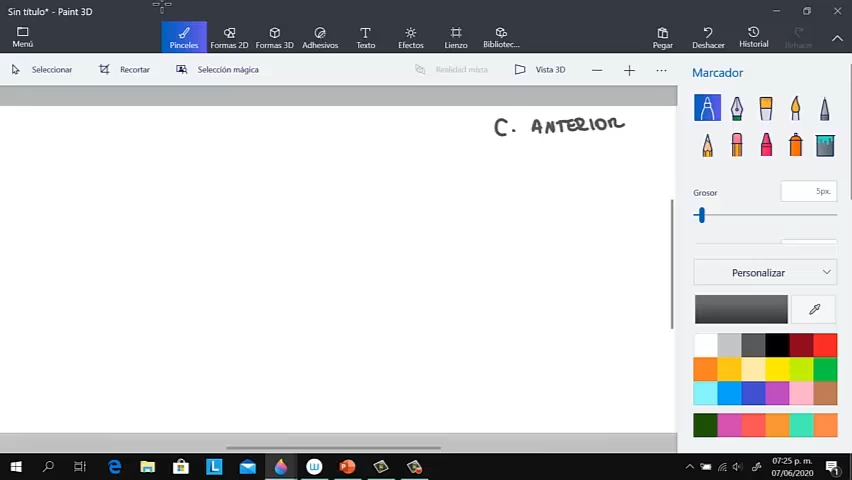 Sin título* - Paint 3D
Menú
Pinceles
Formas 2D
Formas 3D
Adhesivos
Texto
Efectos
Lienzo
Bibliotec...
Pegar
Deshacer
Historial
Rehacer
Seleccionar
Recortar
Selección mágica
Realidad mixta
Vista 3D
Marcador
C. ANTERIOR
Grosor
5px.
Personalizar
07:25 p. m.
07/06/2020